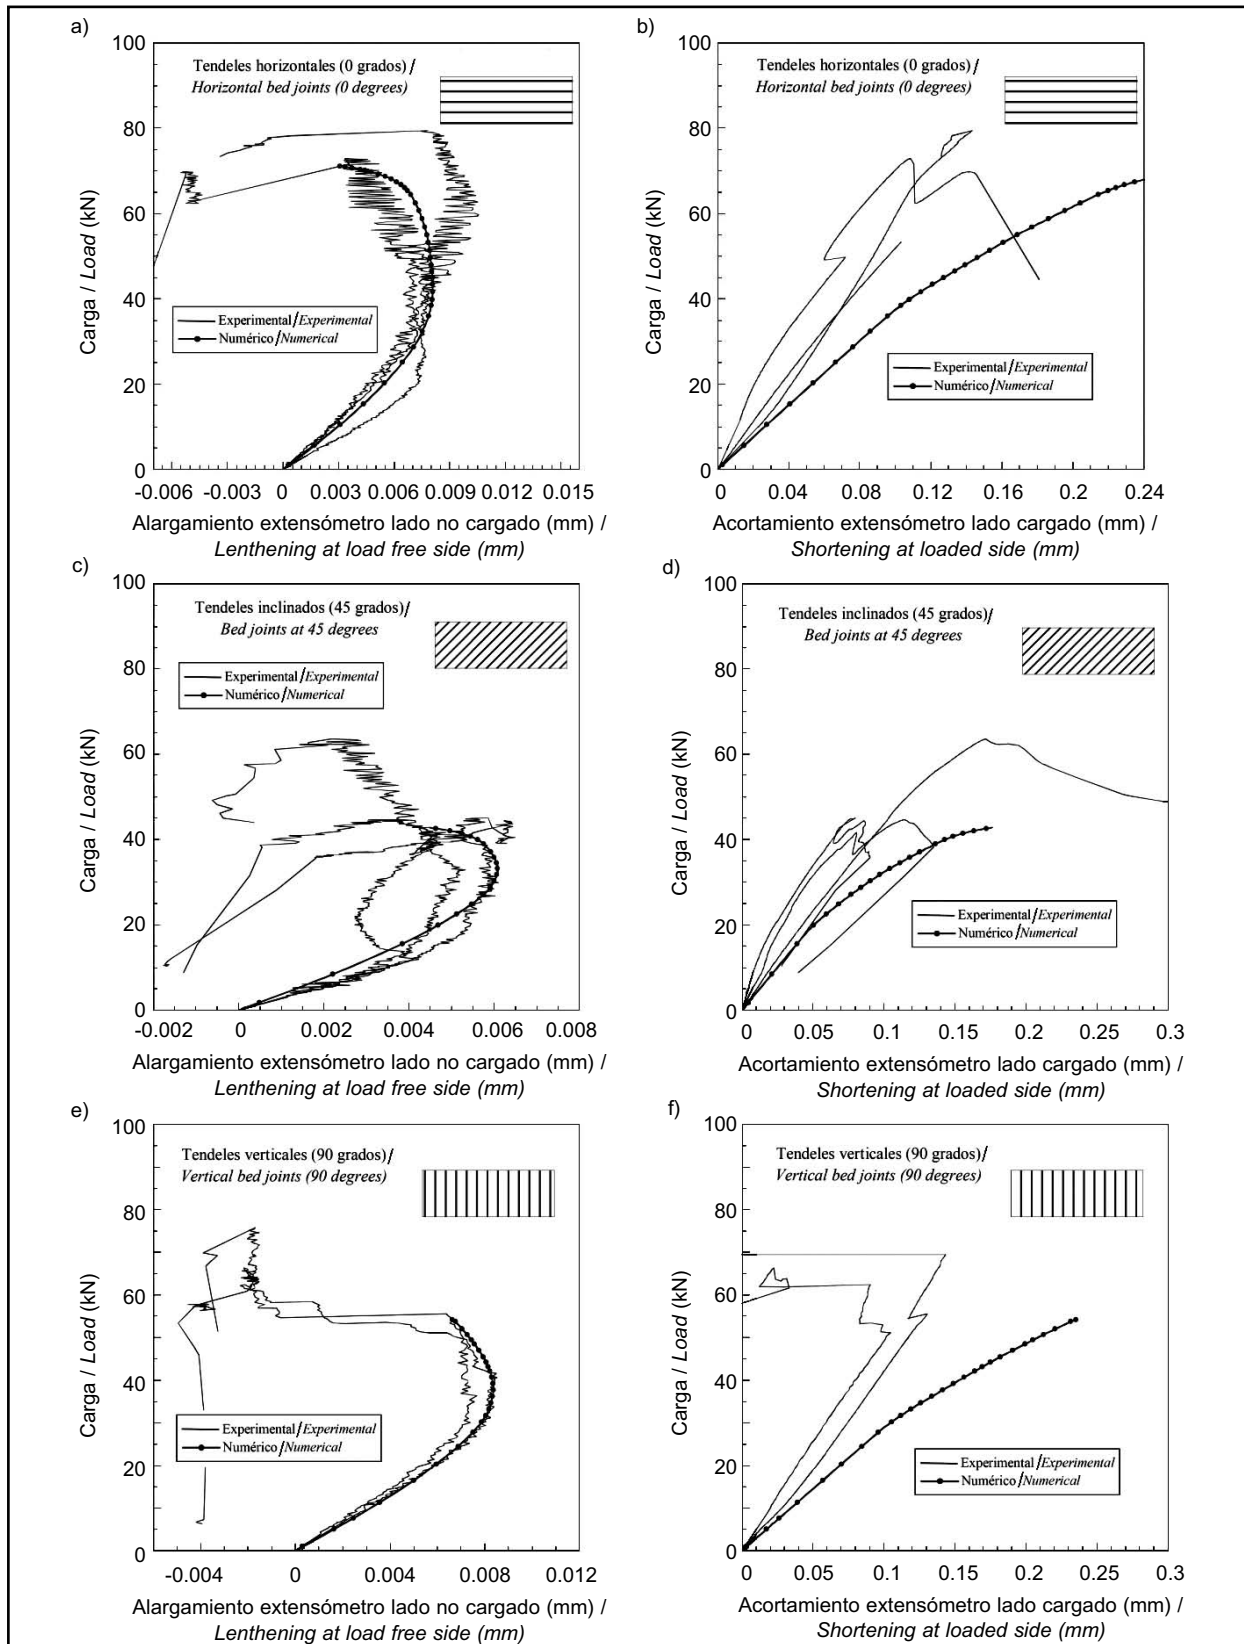 a)
100
80
60
40
20
0
Carga / Load (kN)
Tendeles horizontales (0 grados)/
Horizontal bed joints (0 degrees)
Experimental/Experimental
Numérico/Numerical
-0.006 -0.003 0 0.003 0.006 0.009 0.012 0.015
Alargamiento extensómetro lado no cargado (mm) /
Lenthening at load free side (mm)
b)
100
80
60
40
20
0
Carga / Load (kN)
Tendeles horizontales (0 grados)/
Horizontal bed joints (0 degrees)
Experimental/Experimental
Numérico/Numerical
0 0.04 0.08 0.12 0.16 0.2 0.24
Acortamiento extensómetro lado cargado (mm) /
Shortening at loaded side (mm)
c)
100
80
60
40
20
0
Carga / Load (kN)
Tendeles inclinados (45 grados)/
Bed joints at 45 degrees
Experimental/Experimental
Numérico/Numerical
-0.002 0 0.002 0.004 0.006 0.008
Alargamiento extensómetro lado no cargado (mm) /
Lenthening at load free side (mm)
d)
100
80
60
40
20
0
Carga / Load (kN)
Tendeles inclinados (45 grados)/
Bed joints at 45 degrees
Experimental/Experimental
Numérico/Numerical
0 0.05 0.1 0.15 0.2 0.25 0.3
Acortamiento extensómetro lado cargado (mm) /
Shortening at loaded side (mm)
e)
100
80
60
40
20
0
Carga / Load (kN)
Tendeles verticales (90 grados)/
Vertical bed joints (90 degrees)
Experimental/Experimental
Numérico/Numerical
-0.004 0 0.004 0.008 0.012
Alargamiento extensómetro lado no cargado (mm) /
Lenthening at load free side (mm)
f)
100
80
60
40
20
0
Carga / Load (kN)
Tendeles verticales (90 grados)/
Vertical bed joints (90 degrees)
Experimental/Experimental
Numérico/Numerical
0 0.05 0.1 0.15 0.2 0.25 0.3
Acortamiento extensómetro lado cargado (mm) /
Shortening at loaded side (mm)